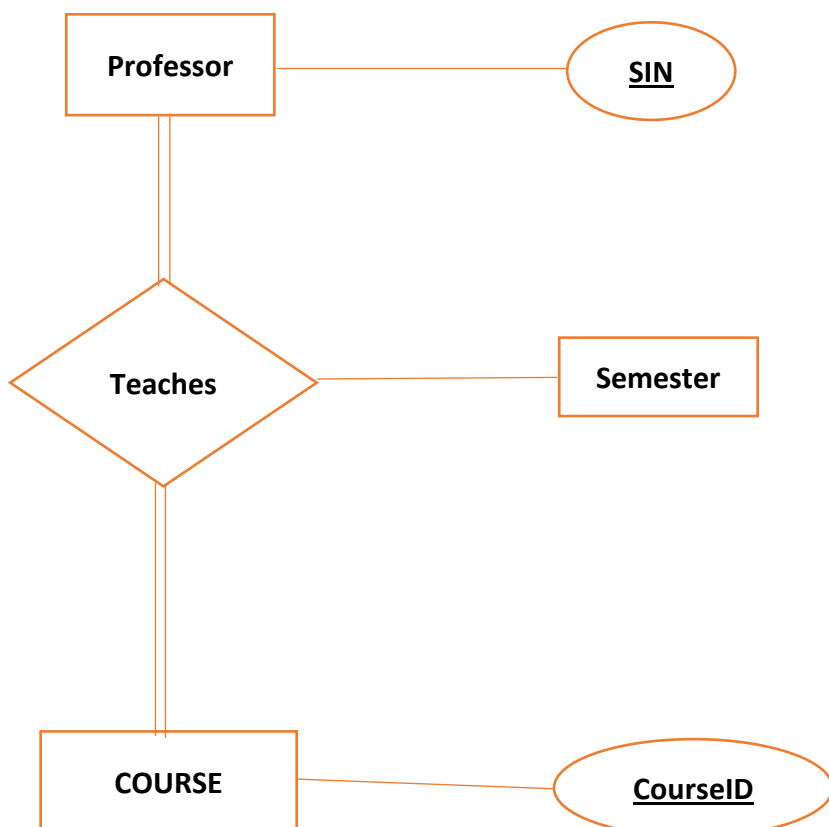 Professor
SIN
Teaches
Semester
COURSE
CourseID